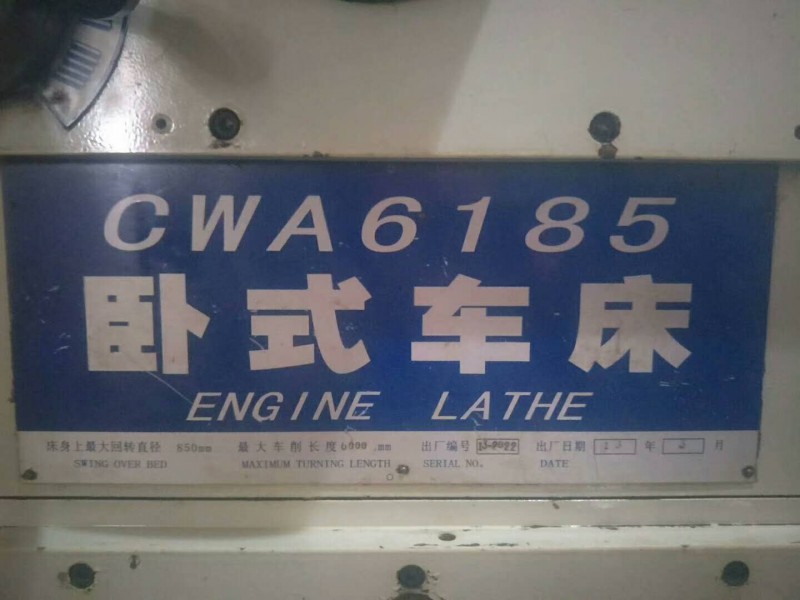 CWA6185
卧式车床
ENGINE LATHE
床身上最大回转直径 850mm 最大车削长度 6000 mm 出厂编号 出厂日期 年 月
SWING OVER BED MAXIMUM TURNING LENGTH SERIAL NO. DATE